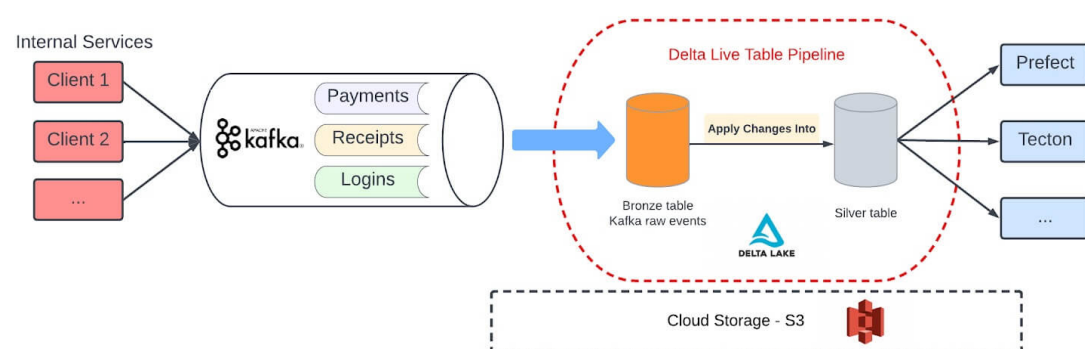 Internal Services
Client 1
Client 2
...
APACHE
kafka
Payments
Receipts
Logins
Delta Live Table Pipeline
Apply Changes Into
Bronze table
Kafka raw events
Silver table
DELTA LAKE
Prefect
Tecton
...
Cloud Storage - S3